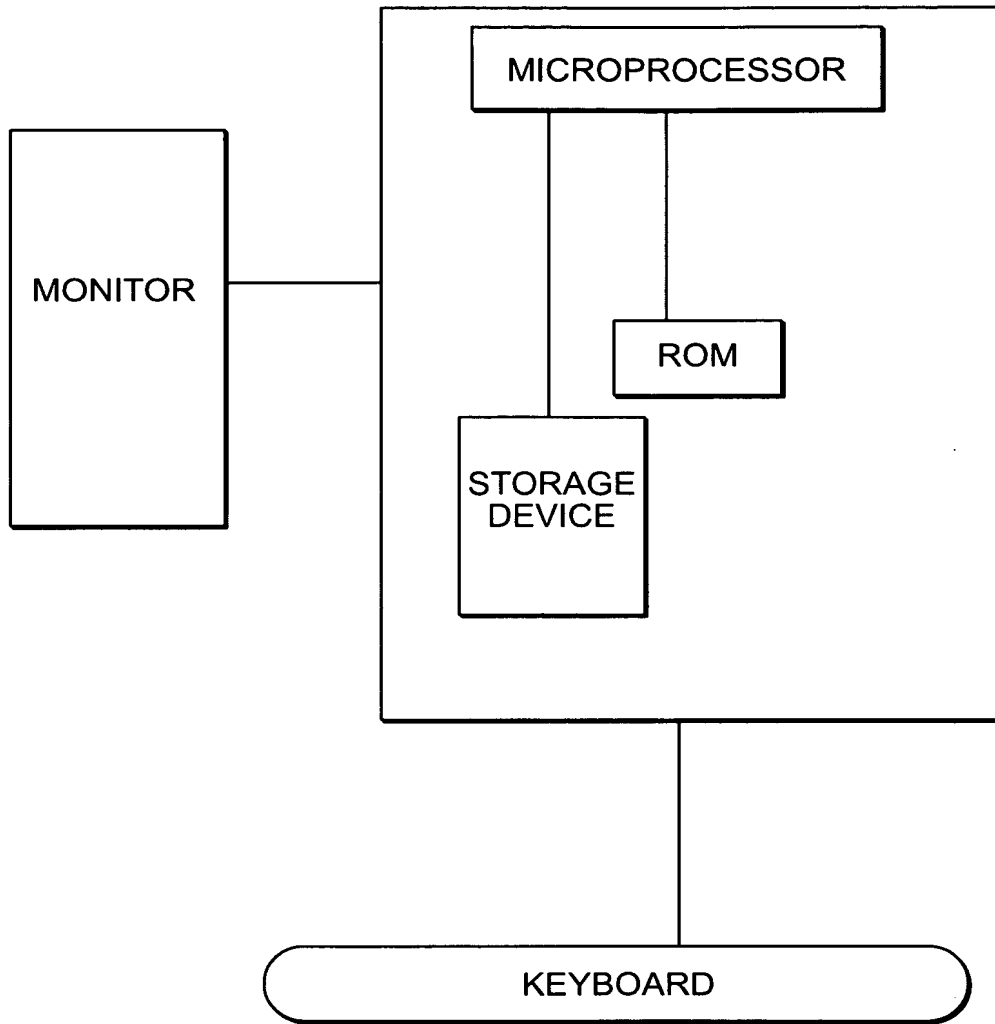 MICROPROCESSOR
MONITOR
ROM
STORAGE
DEVICE
KEYBOARD